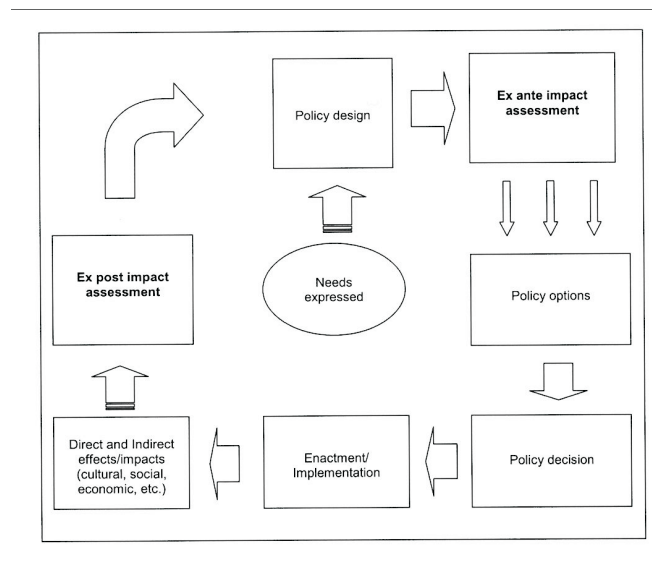 Policy design
Ex ante impact
assessment
Ex post impact
assessment
Needs
expressed
Policy options
Direct and Indirect
effects/impacts
(cultural, social,
economic, etc.)
Enactment/
Implementation
Policy decision